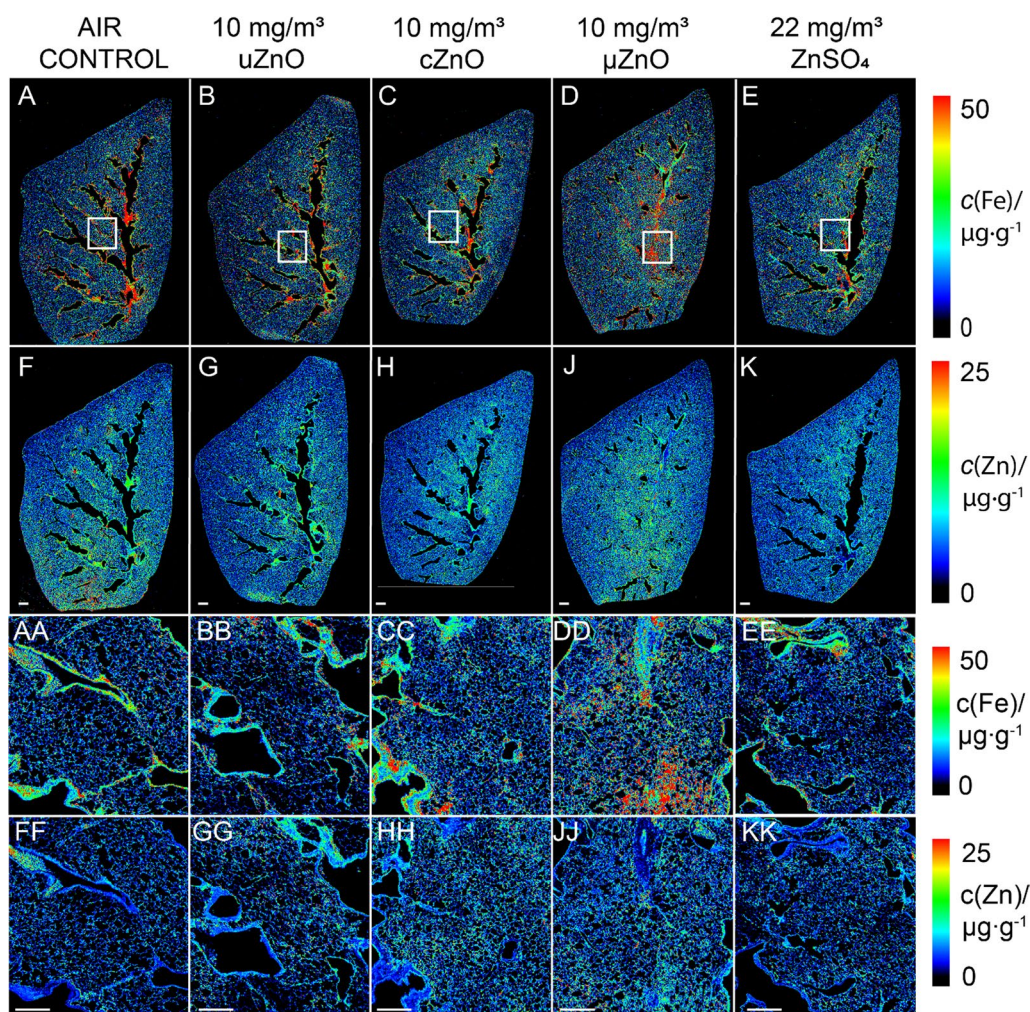 AIR CONTROL
10 mg/m³ uZnO
10 mg/m³ cZnO
10 mg/m³ µZnO
22 mg/m³ ZnSO₄
A B C D E
50
c(Fe)/
µg·g⁻¹
0
F G H J K
25
c(Zn)/
µg·g⁻¹
0
AA BB CC DD EE
50
c(Fe)/
µg·g⁻¹
0
FF GG HH JJ KK
25
c(Zn)/
µg·g⁻¹
0